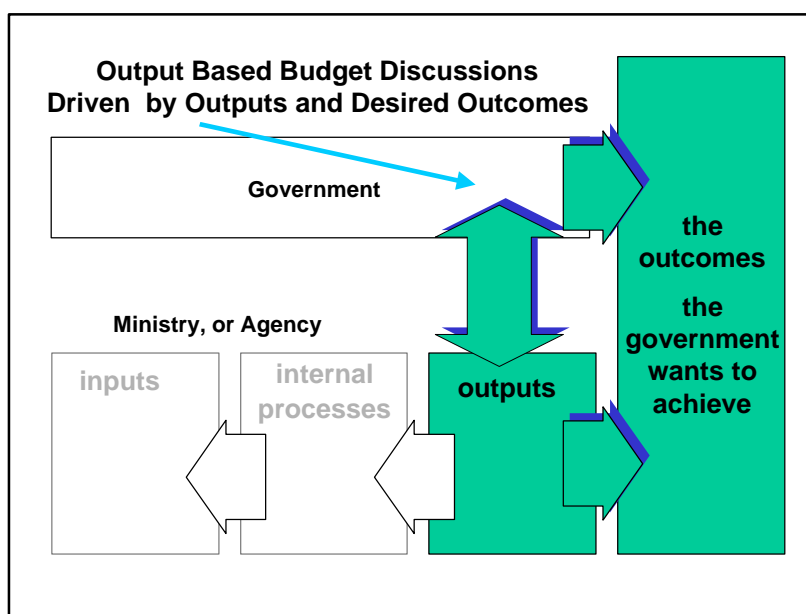 Output Based Budget Discussions
Driven by Outputs and Desired Outcomes
Government
the
outcomes
the
government
wants to
achieve
Ministry, or Agency
inputs
internal
processes
outputs